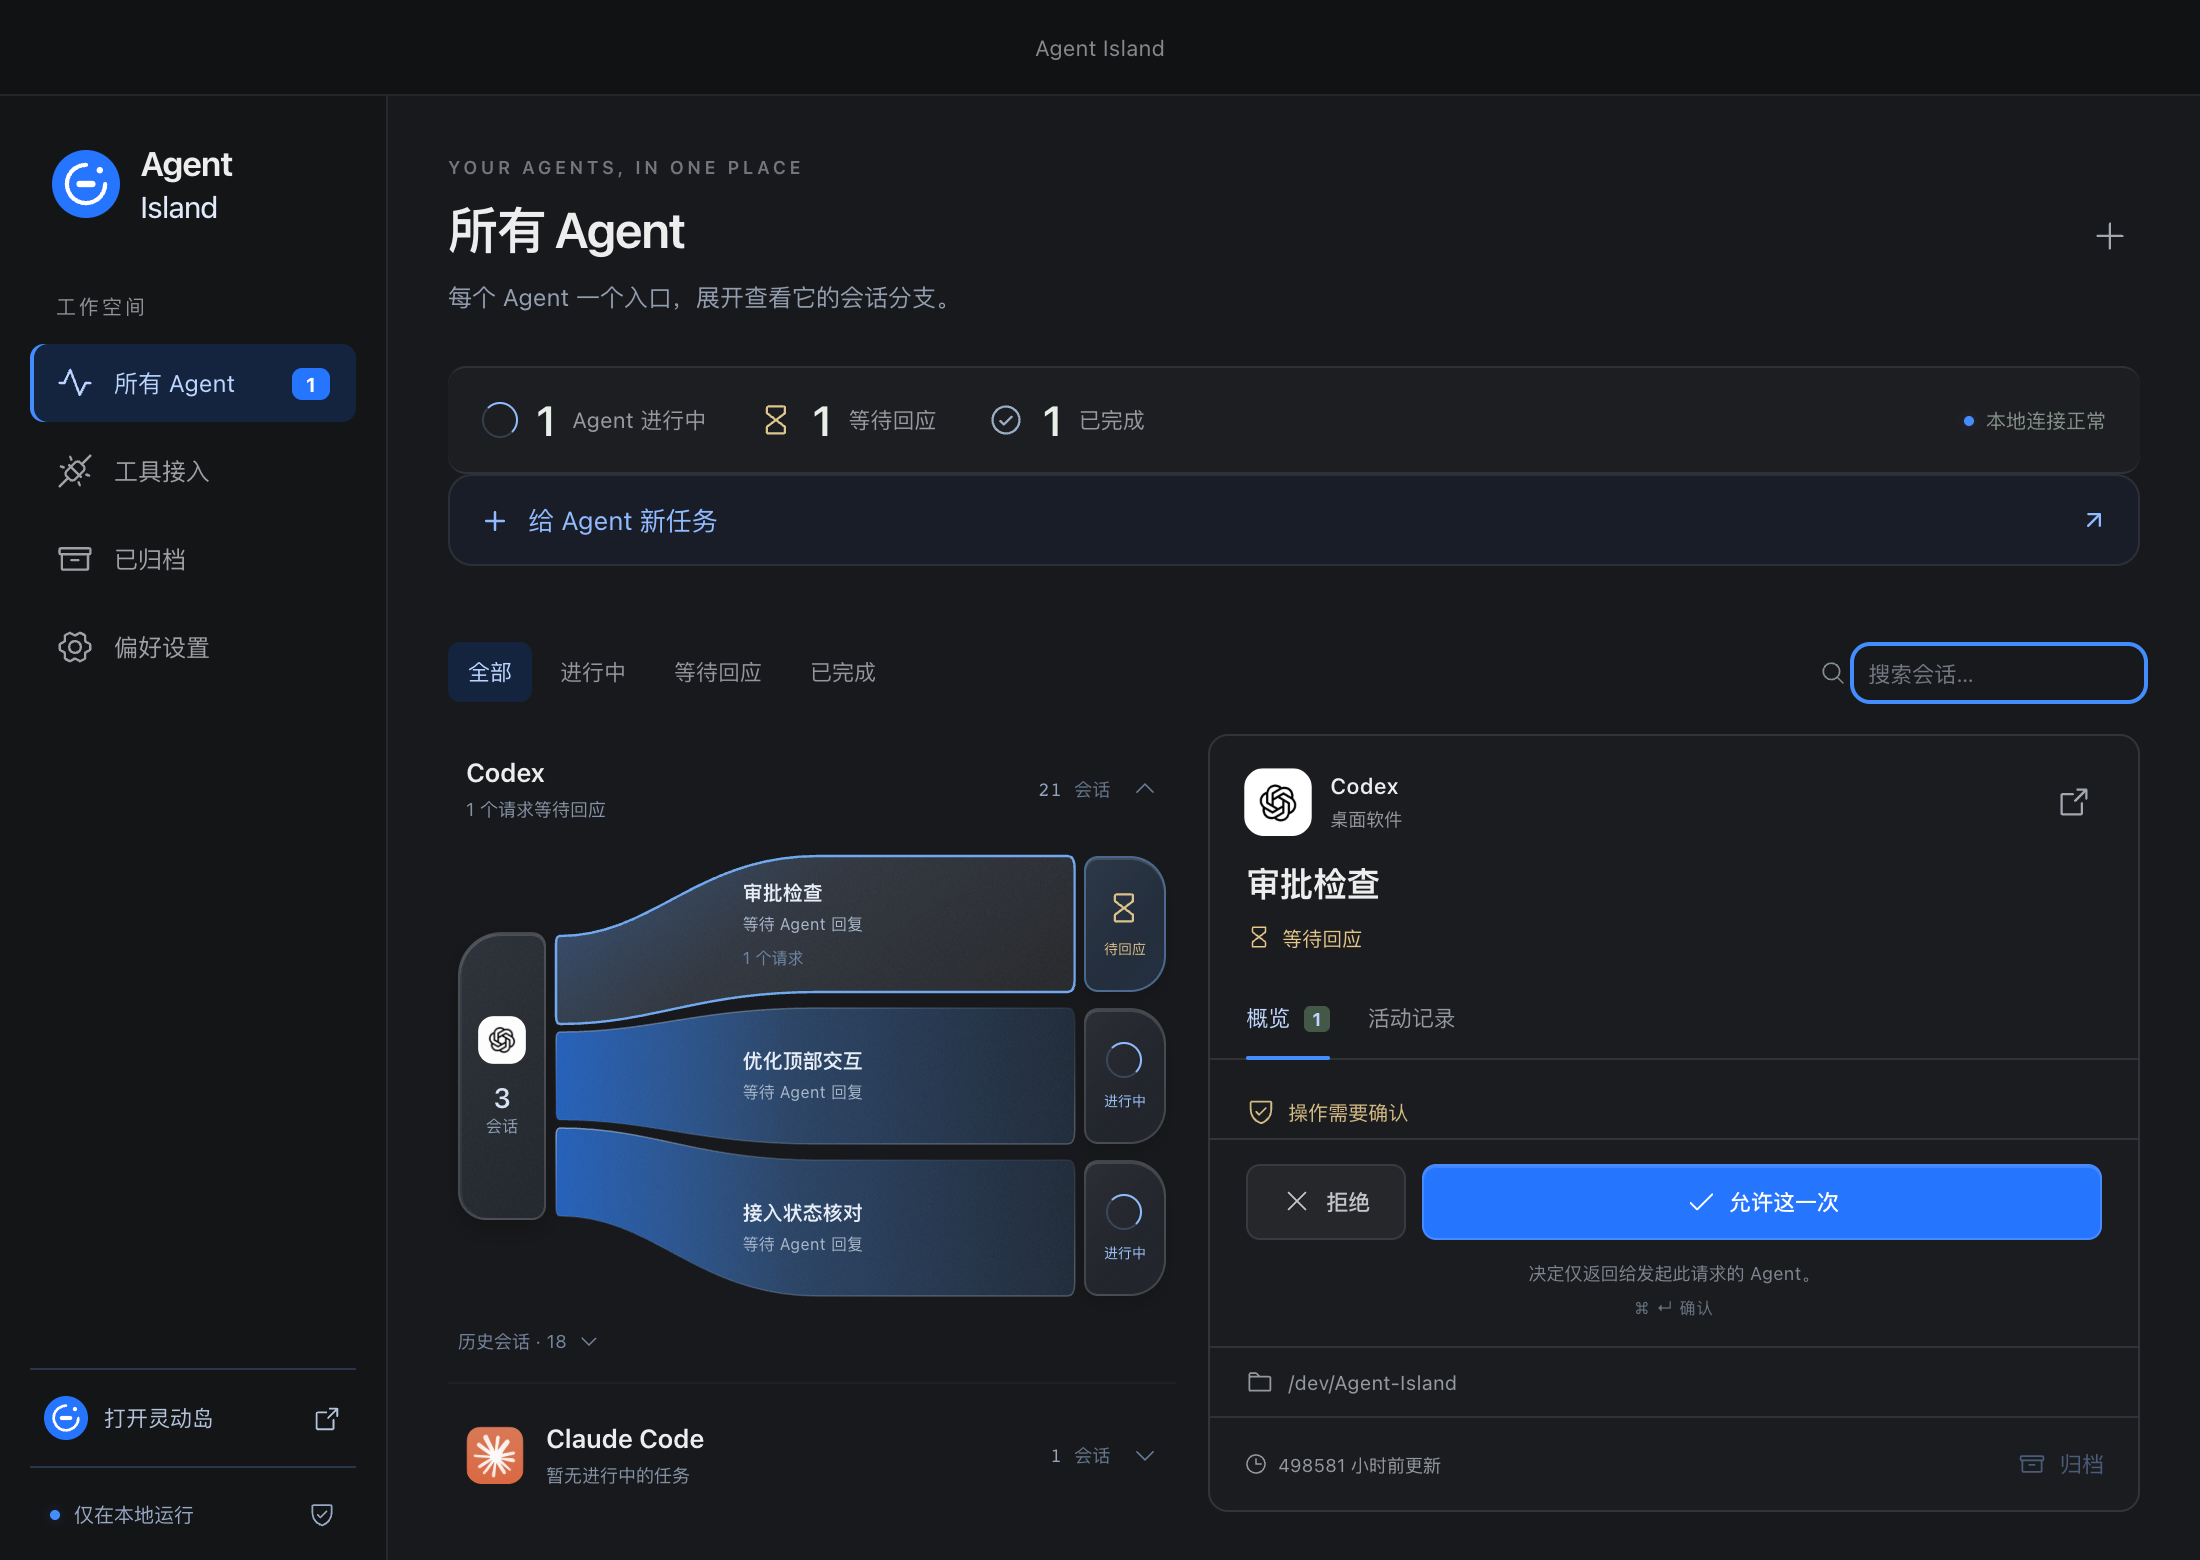 Agent Island
Agent
Island
工作空间
所有 Agent 1
工具接入
已归档
偏好设置
打开灵动岛
仅在本地运行
YOUR AGENTS, IN ONE PLACE
所有 Agent
每个 Agent 一个入口，展开查看它的会话分支。
1 Agent 进行中 1 等待回应 1 已完成 本地连接正常
给 Agent 新任务
全部 进行中 等待回应 已完成 搜索会话...
Codex
1 个请求等待回应
21 会话
3
会话
审批检查
等待 Agent 回复
1 个请求
待回应
优化顶部交互
等待 Agent 回复
进行中
接入状态核对
等待 Agent 回复
进行中
历史会话 · 18
Claude Code
暂无进行中的任务
1 会话
Codex
桌面软件
审批检查
等待回应
概览 1 活动记录
操作需要确认
拒绝 允许这一次
决定仅返回给发起此请求的 Agent。
⌘ ↵ 确认
/dev/Agent-Island
498581 小时前更新 归档